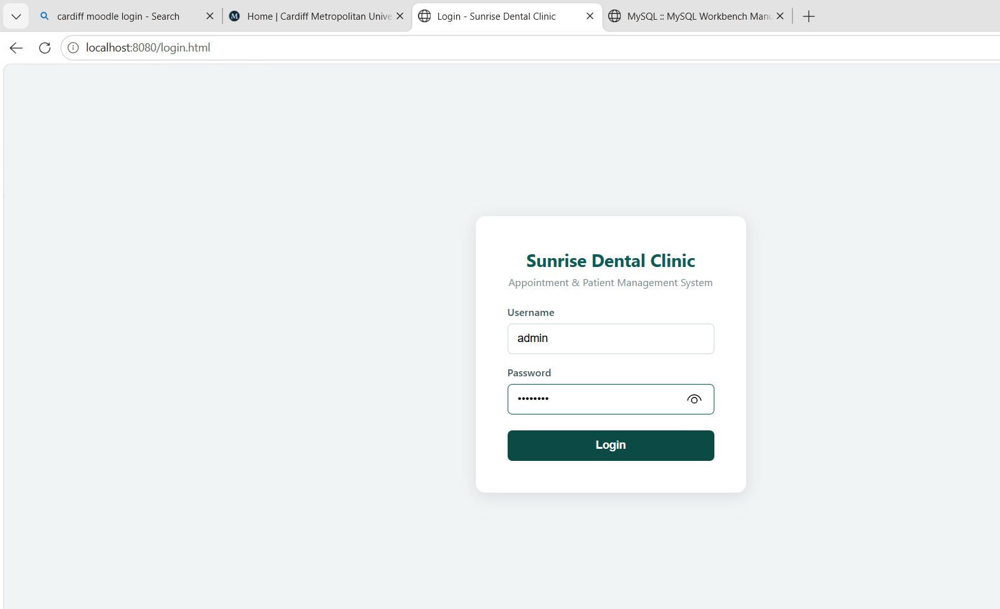 cardiff moodle login - Search
Home | Cardiff Metropolitan Unive
Login - Sunrise Dental Clinic
MySQL :: MySQL Workbench Manu
localhost:8080/login.html
Sunrise Dental Clinic
Appointment & Patient Management System
Username
admin
Password
••••••••
Login